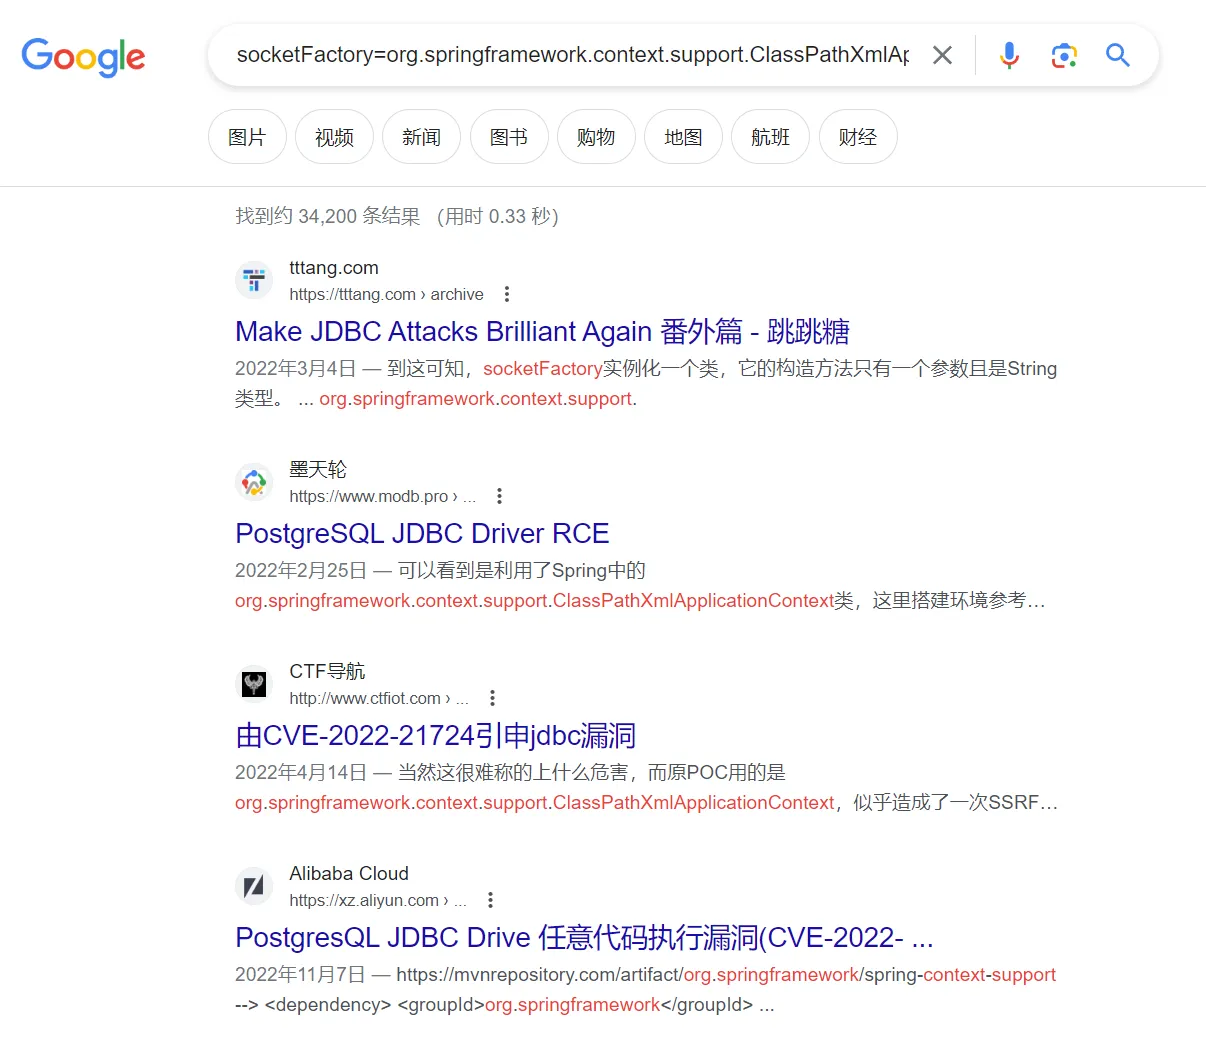 Google
socketFactory=org.springframework.context.support.ClassPathXmlAp
图片 视频 新闻 图书 购物 地图 航班 财经
找到约 34,200 条结果 （用时 0.33 秒）
tttang.com
https://tttang.com › archive
Make JDBC Attacks Brilliant Again 番外篇 - 跳跳糖
2022年3月4日 — 到这可知，socketFactory实例化一个类，它的构造方法只有一个参数且是String
类型。 ... org.springframework.context.support.
墨天轮
https://www.modb.pro › ...
PostgreSQL JDBC Driver RCE
2022年2月25日 — 可以看到是利用了Spring中的
org.springframework.context.support.ClassPathXmlApplicationContext类，这里搭建环境参考...
CTF导航
http://www.ctfiot.com › ...
由CVE-2022-21724引申jdbc漏洞
2022年4月14日 — 当然这很难称的上什么危害，而原POC用的是
org.springframework.context.support.ClassPathXmlApplicationContext，似乎造成了一次SSRF...
Alibaba Cloud
https://xz.aliyun.com › ...
PostgresQL JDBC Drive 任意代码执行漏洞(CVE-2022- ...
2022年11月7日 — https://mvnrepository.com/artifact/org.springframework/spring-context-support
--> <dependency> <groupId>org.springframework</groupId> ...